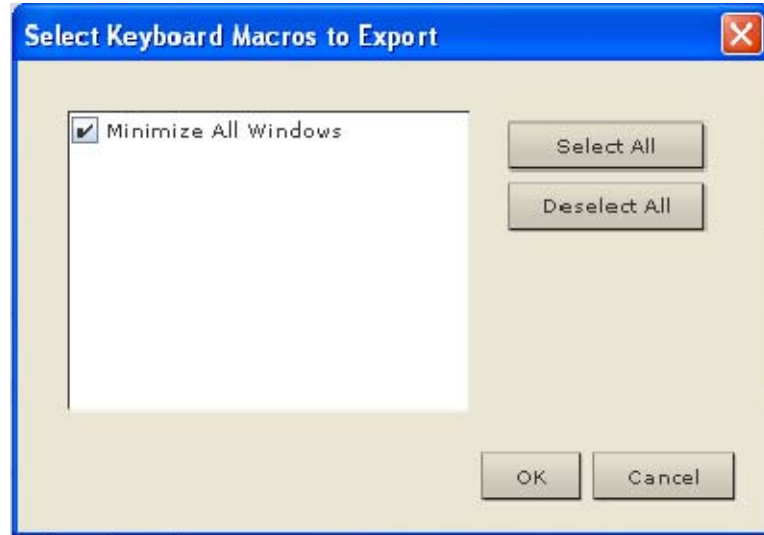 Select Keyboard Macros to Export
Minimize All Windows
Select All
Deselect All
OK
Cancel